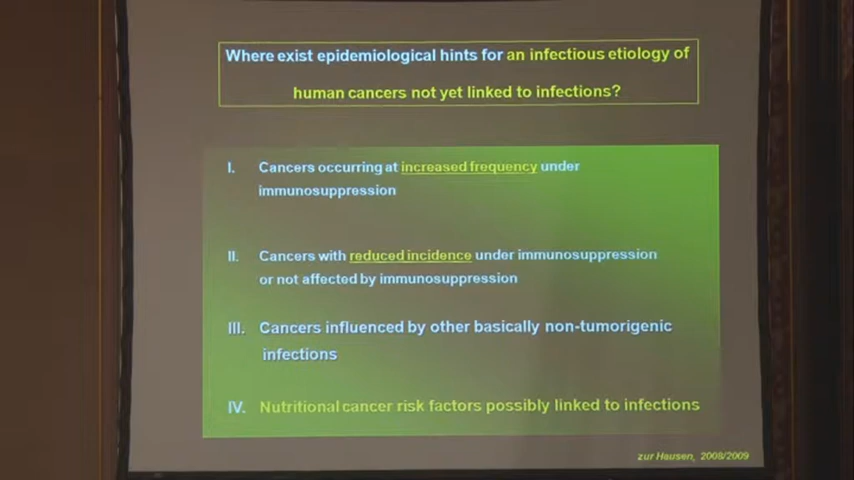 Where exist epidemiological hints for an infectious etiology of
human cancers not yet linked to infections?
I. Cancers occurring at increased frequency under
immunosuppression
II. Cancers with reduced incidence under immunosuppression
or not affected by immunosuppression
III. Cancers influenced by other basically non-tumorigenic
infections
IV. Nutritional cancer risk factors possibly linked to infections
zur Hausen, 2008/2009